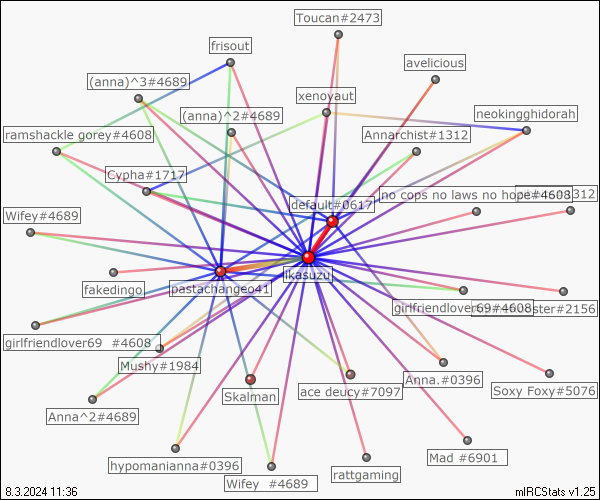 Toucan#2473
frisout
avelicious
(anna)^3#4689
xenoyaut
(anna)^2#4689
neokingghidorah
ramshackle gorey#4608
Annarchist#1312
Cypha#1717
no cops no laws no hope#4608
1312
default#0617
Wifey#4689
ikasuzu
fakedingo
pastachangeo41
girlfriendlover69#4608
ster#2156
girlfriendlover69 #4608
Mushy#1984
Anna.#0396
Soxy Foxy#5076
Skalman
ace deucy#7097
Anna^2#4689
Mad #6901
hypomanianna#0396
rattgaming
Wifey #4689
8.3.2024 11:36
mIRCStats v1.25